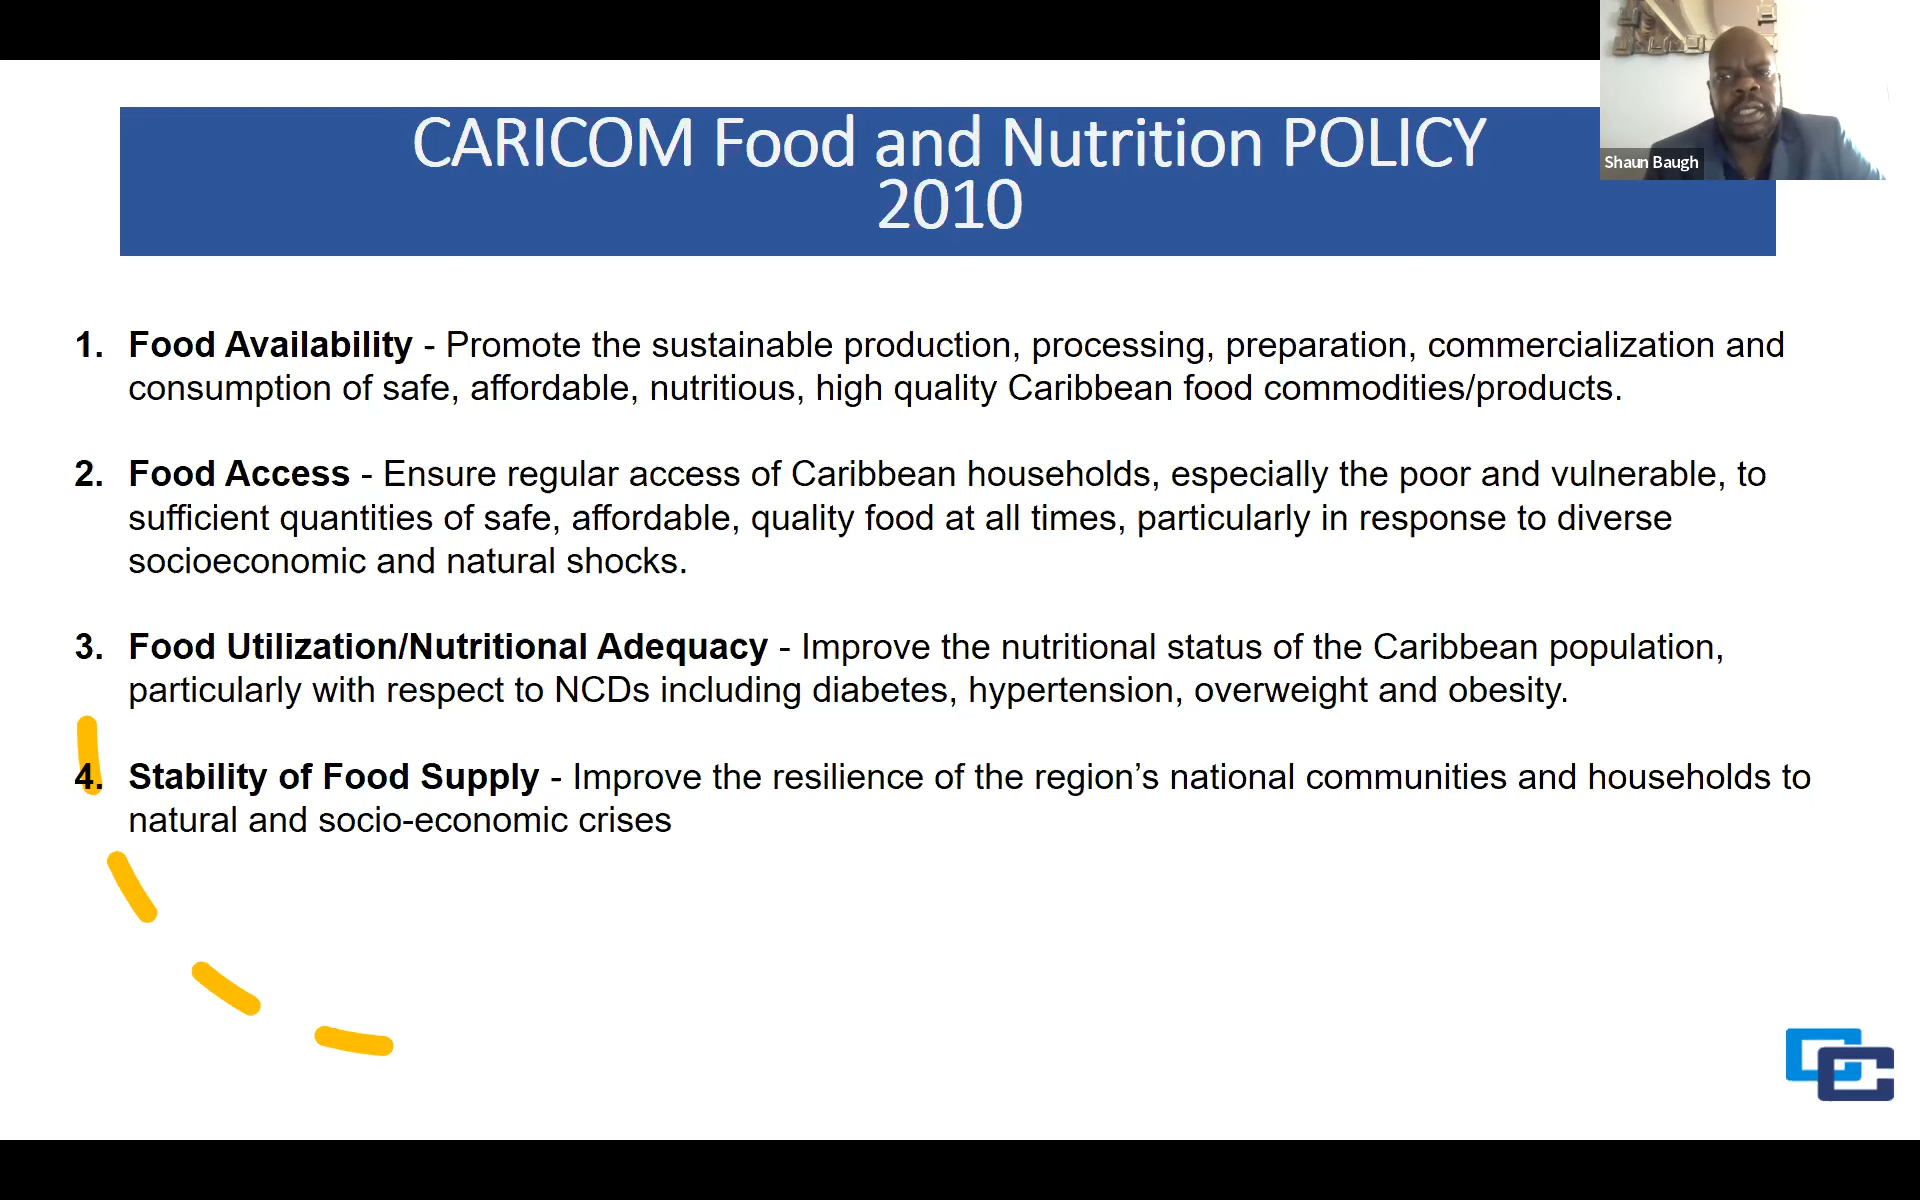 CARICOM Food and Nutrition POLICY
2010
Shaun Baugh
1. Food Availability - Promote the sustainable production, processing, preparation, commercialization and
consumption of safe, affordable, nutritious, high quality Caribbean food commodities/products.
2. Food Access - Ensure regular access of Caribbean households, especially the poor and vulnerable, to
sufficient quantities of safe, affordable, quality food at all times, particularly in response to diverse
socioeconomic and natural shocks.
3. Food Utilization/Nutritional Adequacy - Improve the nutritional status of the Caribbean population,
particularly with respect to NCDs including diabetes, hypertension, overweight and obesity.
4. Stability of Food Supply - Improve the resilience of the region’s national communities and households to
natural and socio-economic crises